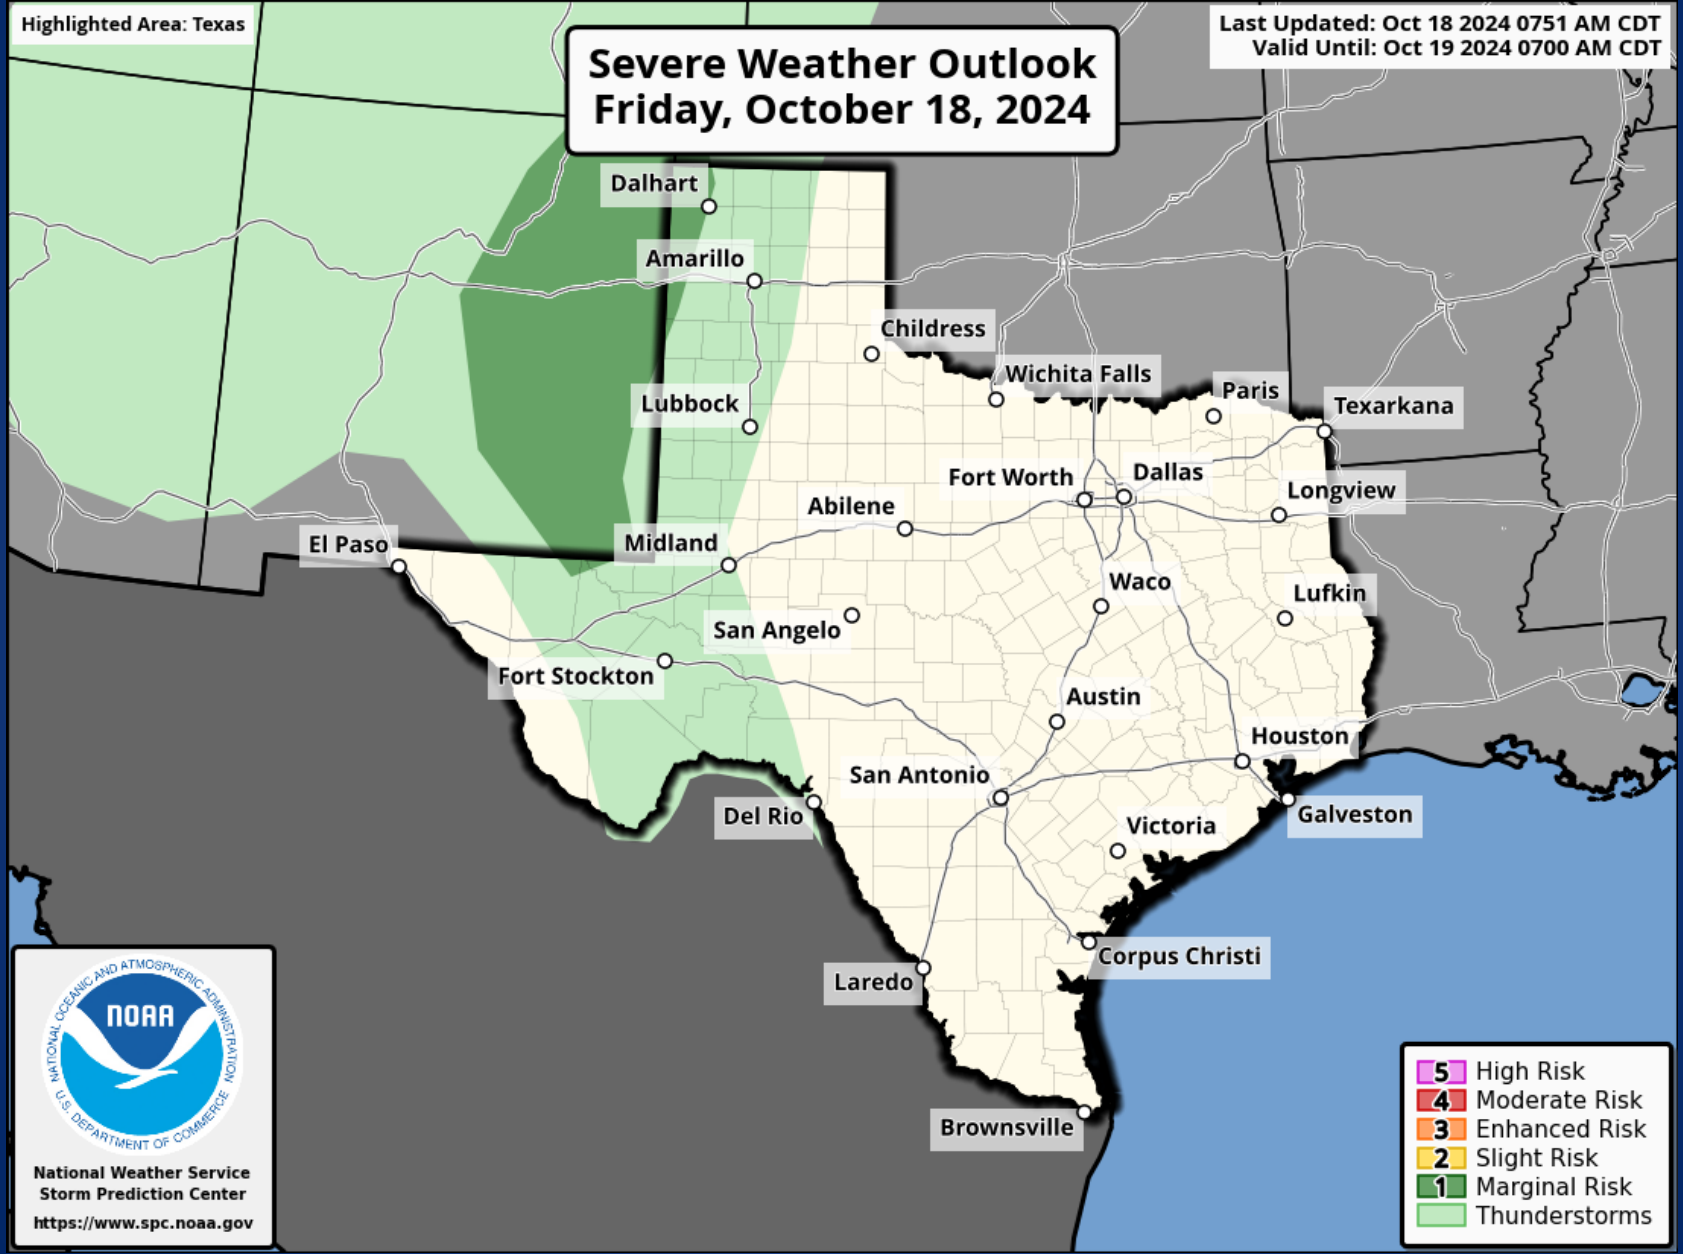 Highlighted Area: Texas
Severe Weather Outlook
Friday, October 18, 2024
Last Updated: Oct 18 2024 0751 AM CDT
Valid Until: Oct 19 2024 0700 AM CDT
Dalhart
Amarillo
Childress
Wichita Falls
Paris
Texarkana
Lubbock
Fort Worth
Dallas
Longview
Abilene
El Paso
Midland
Waco
Lufkin
San Angelo
Fort Stockton
Austin
Houston
San Antonio
Del Rio
Galveston
Victoria
Corpus Christi
Laredo
Brownsville
NATIONAL OCEANIC AND ATMOSPHERIC ADMINISTRATION
NOAA
U.S. DEPARTMENT OF COMMERCE
National Weather Service
Storm Prediction Center
https://www.spc.noaa.gov
5 High Risk
4 Moderate Risk
3 Enhanced Risk
2 Slight Risk
1 Marginal Risk
Thunderstorms